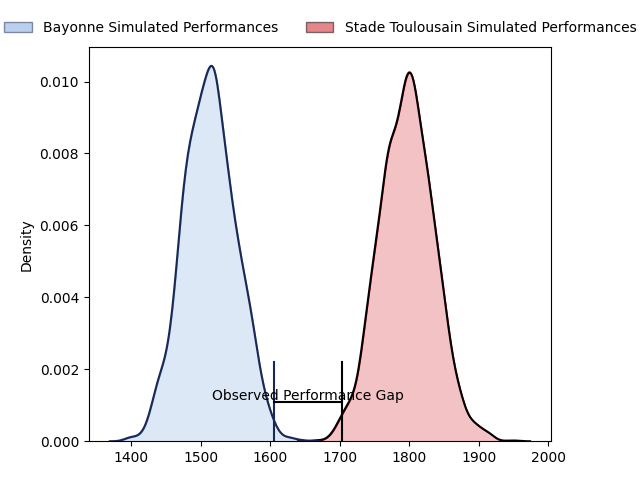 Bayonne Simulated Performances
Stade Toulousain Simulated Performances
0.010
0.008
0.006
0.004
0.002
0.000
Density
Observed Performance Gap
1400 1500 1600 1700 1800 1900 2000